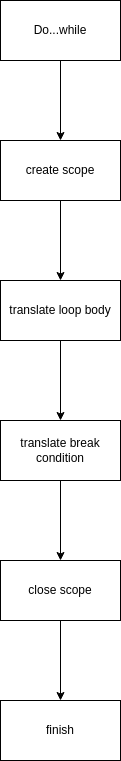 Do...while
create scope
translate loop body
translate break
condition
close scope
finish